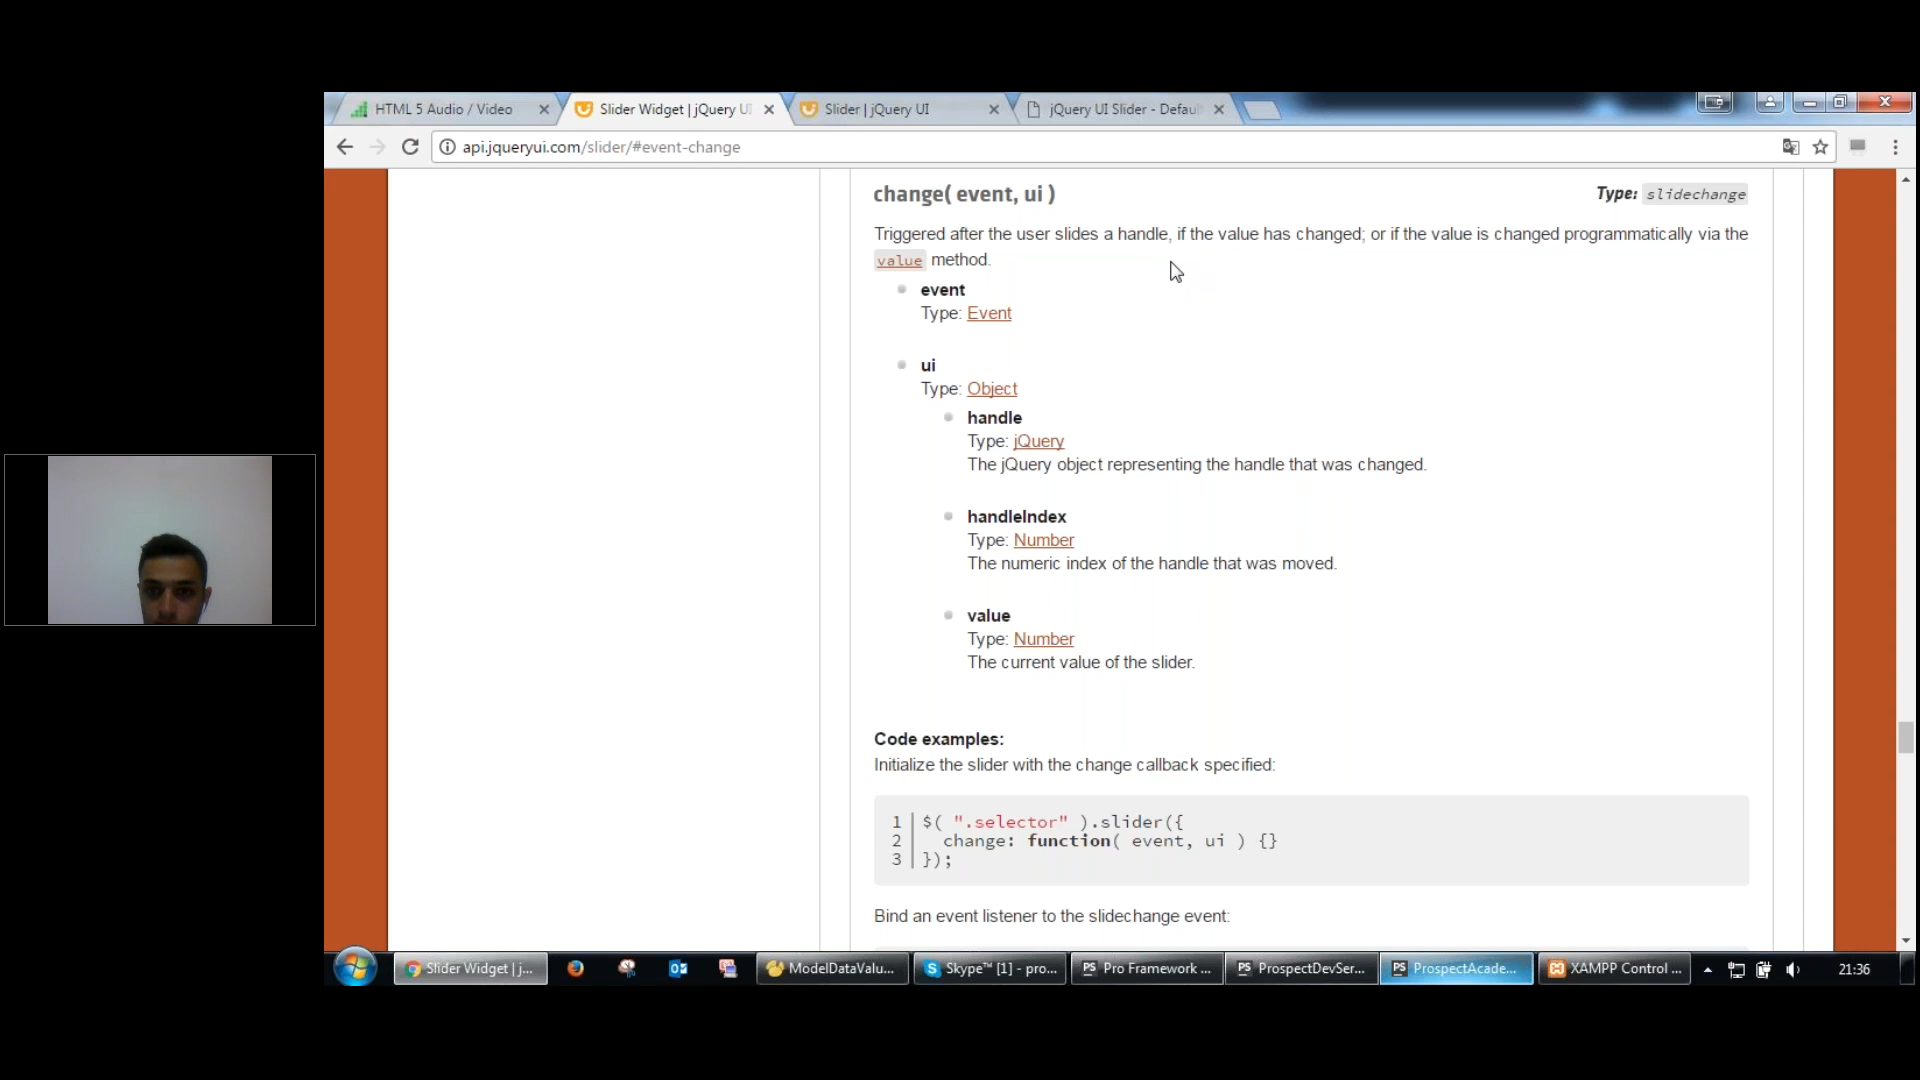 HTML 5 Audio / Video
Slider Widget | jQuery U
Slider | jQuery UI
jQuery UI Slider - Defau
api.jqueryui.com/slider/#event-change
change( event, ui )
Type: slidechange
Triggered after the user slides a handle, if the value has changed; or if the value is changed programmatically via the
value method.
event
Type: Event
ui
Type: Object
handle
Type: jQuery
The jQuery object representing the handle that was changed.
handleIndex
Type: Number
The numeric index of the handle that was moved.
value
Type: Number
The current value of the slider.
Code examples:
Initialize the slider with the change callback specified:
1 $( ".selector" ).slider({
2 change: function( event, ui ) {}
3 });
Bind an event listener to the slidechange event:
Slider Widget | j...
ModelDataValu...
Skype™ [1] - pro...
PS Pro Framework ...
PS ProspectDevSer...
PS ProspectAcade...
XAMPP Control ...
21:36